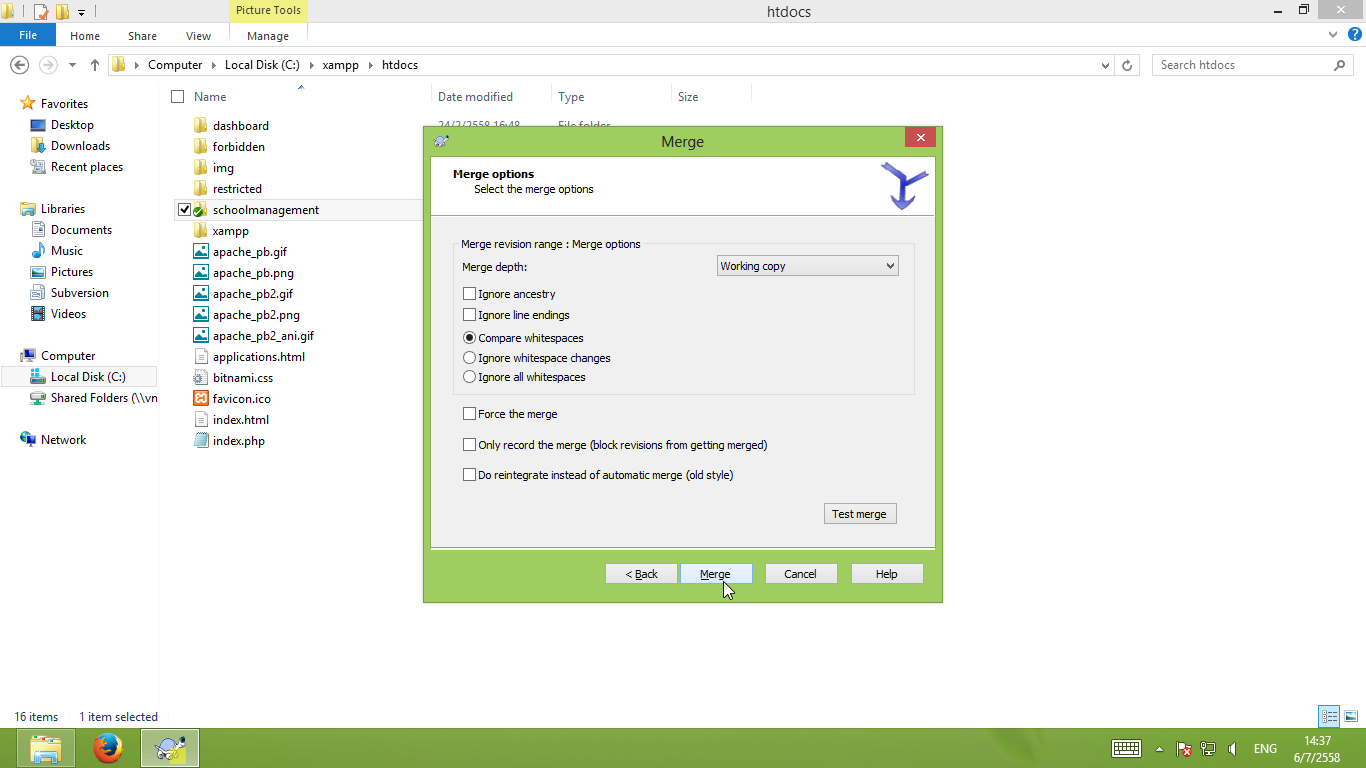 Picture Tools
htdocs
File
Home
Share
View
Manage
Computer
Local Disk (C:)
xampp
htdocs
Search htdocs
Name
Date modified
Type
Size
Favorites
Desktop
Downloads
Recent places
Libraries
Documents
Music
Pictures
Subversion
Videos
Computer
Local Disk (C:)
Shared Folders (\\vn
Network
dashboard
24/2/2558 16:48
File folder
forbidden
img
restricted
schoolmanagement
xampp
apache_pb.gif
apache_pb.png
apache_pb2.gif
apache_pb2.png
apache_pb2_ani.gif
applications.html
bitnami.css
favicon.ico
index.html
index.php
Merge
Merge options
Select the merge options
Merge revision range : Merge options
Merge depth:
Working copy
Ignore ancestry
Ignore line endings
Compare whitespaces
Ignore whitespace changes
Ignore all whitespaces
Force the merge
Only record the merge (block revisions from getting merged)
Do reintegrate instead of automatic merge (old style)
Test merge
< Back
Merge
Cancel
Help
16 items
1 item selected
ENG
14:37
6/7/2558